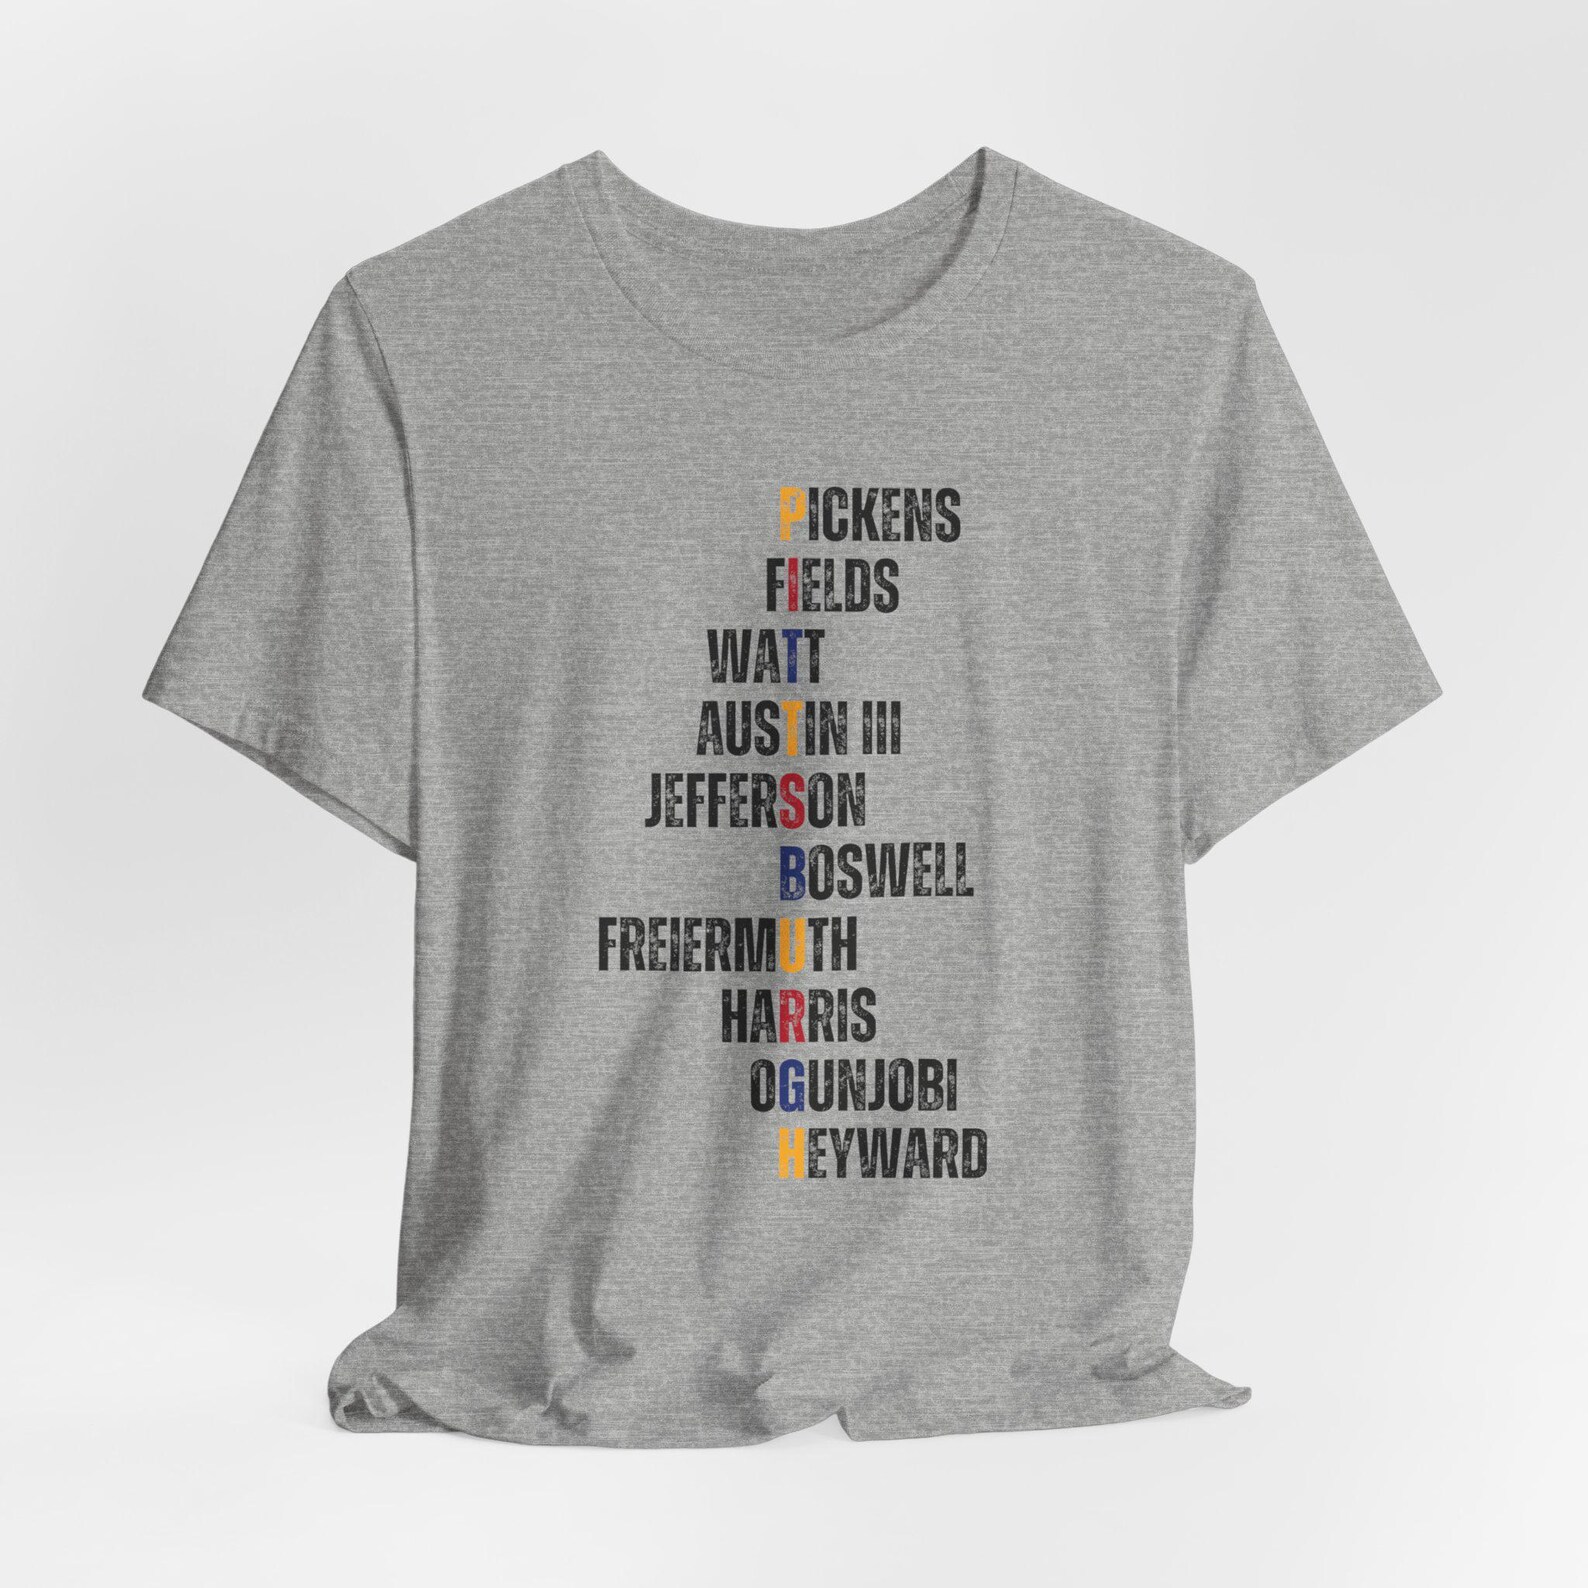 PICKENS
FIELDS
WATT
AUSTIN III
JEFFERSON
BOSWELL
FREIERMUTH
HARRIS
OGUNJOBI
HEYWARD